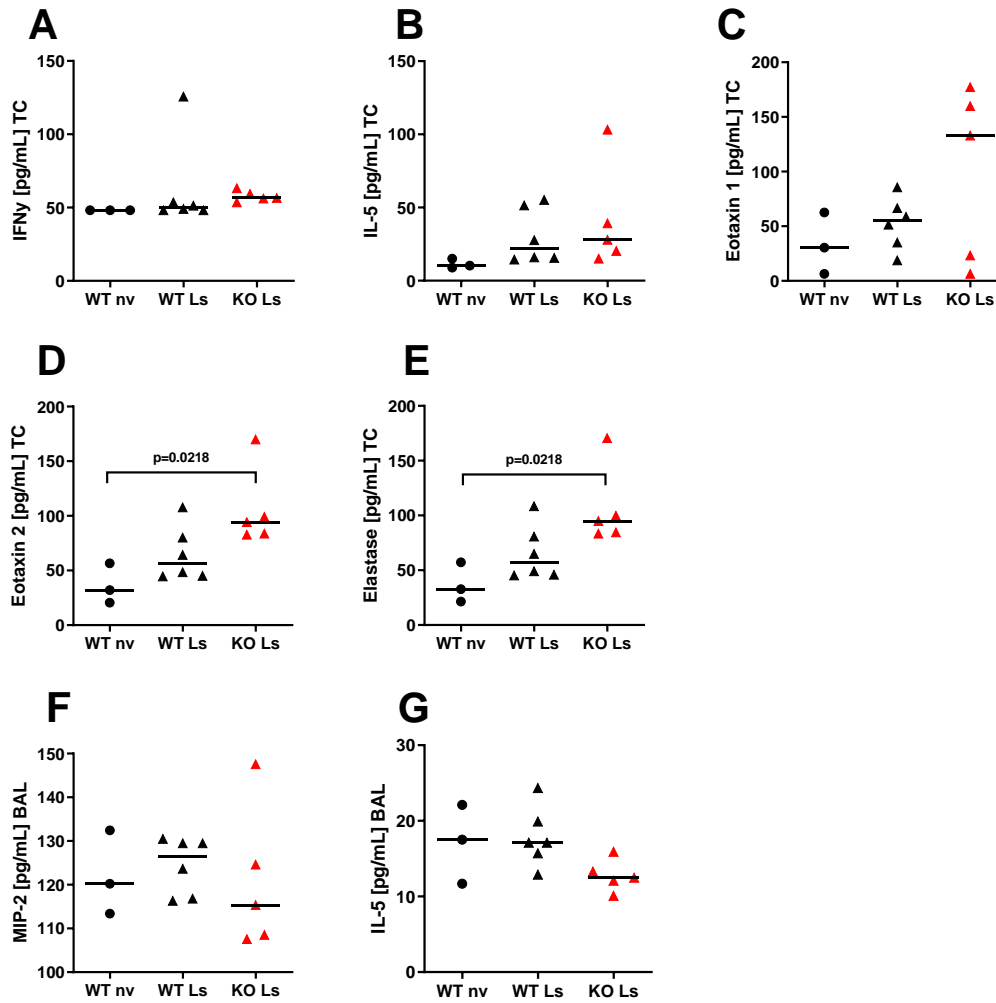 A
IFNy [pg/mL] TC
150
100
50
0
WT nv WT Ls KO Ls
B
IL-5 [pg/mL] TC
150
100
50
0
WT nv WT Ls KO Ls
C
Eotaxin 1 [pg/mL] TC
200
150
100
50
0
WT nv WT Ls KO Ls
D
Eotaxin 2 [pg/mL] TC
200
150
100
50
0
p=0.0218
WT nv WT Ls KO Ls
E
Elastase [pg/mL] TC
200
150
100
50
0
p=0.0218
WT nv WT Ls KO Ls
F
MIP-2 [pg/mL] BAL
150
140
130
120
110
100
WT nv WT Ls KO Ls
G
IL-5 [pg/mL] BAL
30
20
10
0
WT nv WT Ls KO Ls